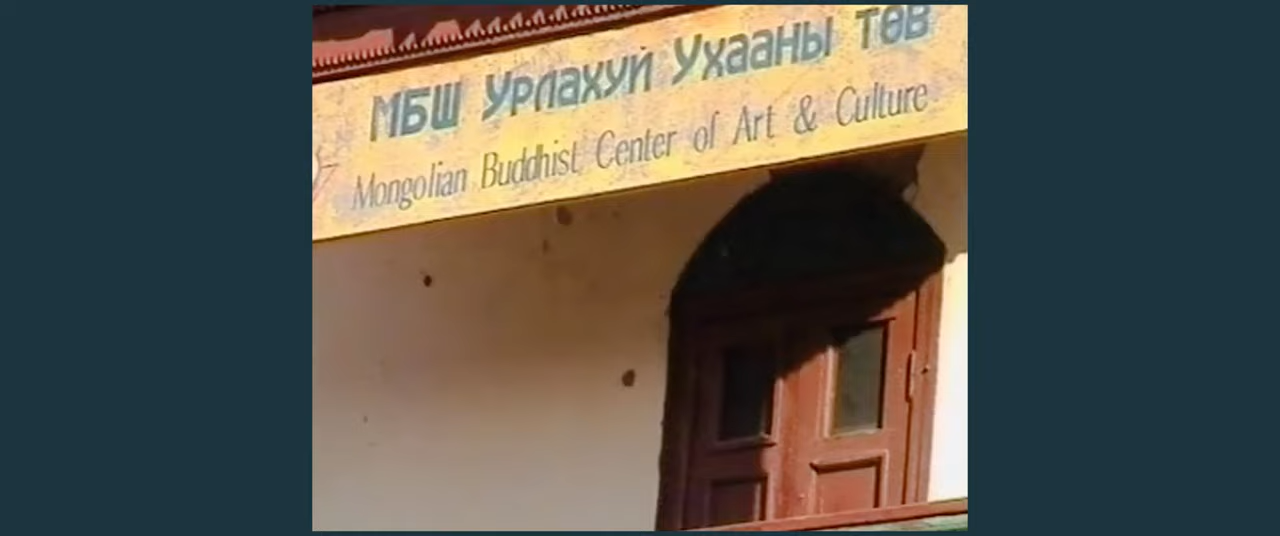 МБШ Урлахуй Ухааны төв
Mongolian Buddhist Center of Art & Culture